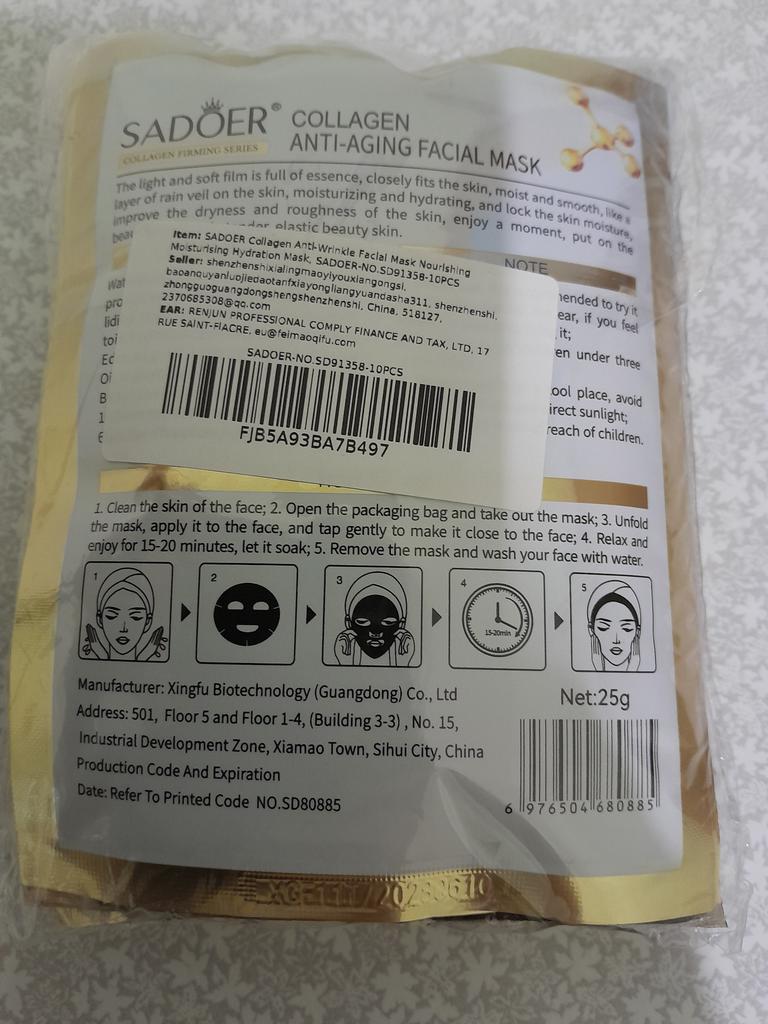 SADOER® COLLAGEN
COLLAGEN FIRMING SERIES
ANTI-AGING FACIAL MASK
The light and soft film is full of essence, closely fits the skin, moist and smooth, like a
layer of rain veil on the skin, moisturizing and hydrating, and lock the skin moisture,
improve the dryness and roughness of the skin, enjoy a moment, put on the
elastic beauty skin.
NOTE
to try it
ear, if you feel
it;
under three
place, avoid
sunlight;
reach of children.
Item: SADOER Collagen Anti-Wrinkle Facial Mask Nourishing
Moisturising Hydration Mask, SADOER-NO.SD91358-10PCS
Seller: shenzhenshixialingmaoyiyouxiangongsi,
baoanquyanluojiedaotanfxiayongliangyuandasha311, shenzhenshi,
zhongguoguangdongshengshenzhenshi, China, 518127,
2370685308@qq.com
EAR: RENJUN PROFESSIONAL COMPLY FINANCE AND TAX, LTD, 17
RUE SAINT-FIACRE, eu@feimaoqifu.com
SADOER-NO.SD91358-10PCS
FJB5A93BA7B497
1. Clean the skin of the face; 2. Open the packaging bag and take out the mask; 3. Unfold
the mask, apply it to the face, and tap gently to make it close to the face; 4. Relax and
enjoy for 15-20 minutes, let it soak; 5. Remove the mask and wash your face with water.
1 2 3 4 5
15-20min
Manufacturer: Xingfu Biotechnology (Guangdong) Co., Ltd
Address: 501, Floor 5 and Floor 1-4, (Building 3-3) , No. 15,
Industrial Development Zone, Xiamao Town, Sihui City, China
Production Code And Expiration
Date: Refer To Printed Code NO.SD80885
Net:25g
6 976504 680885